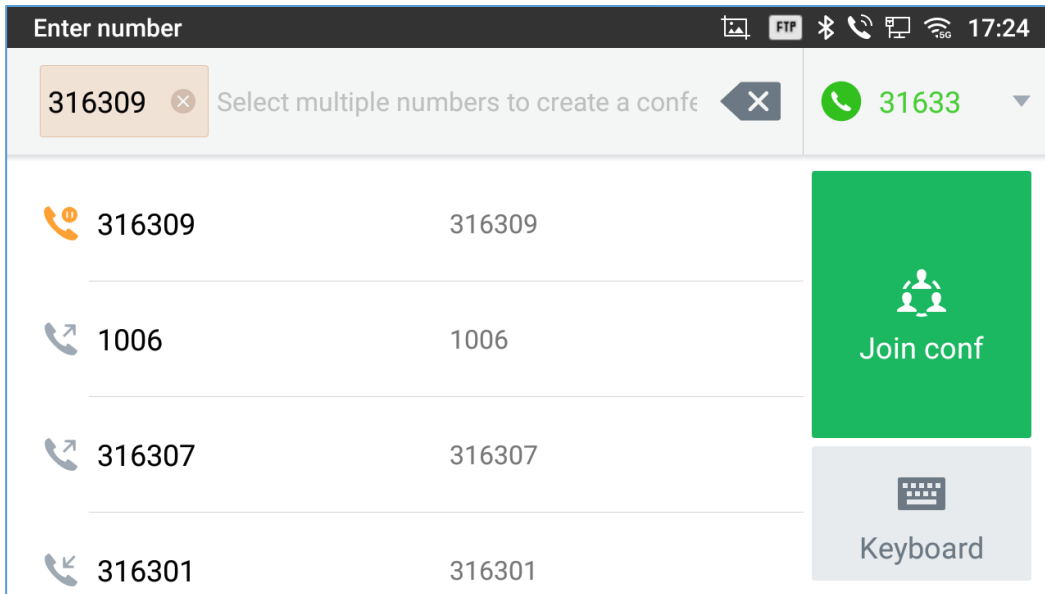 Enter number FTP 5G 17:24
316309 Select multiple numbers to create a confe 31633
316309 316309
1006 1006
Join conf
316307 316307
Keyboard
316301 316301